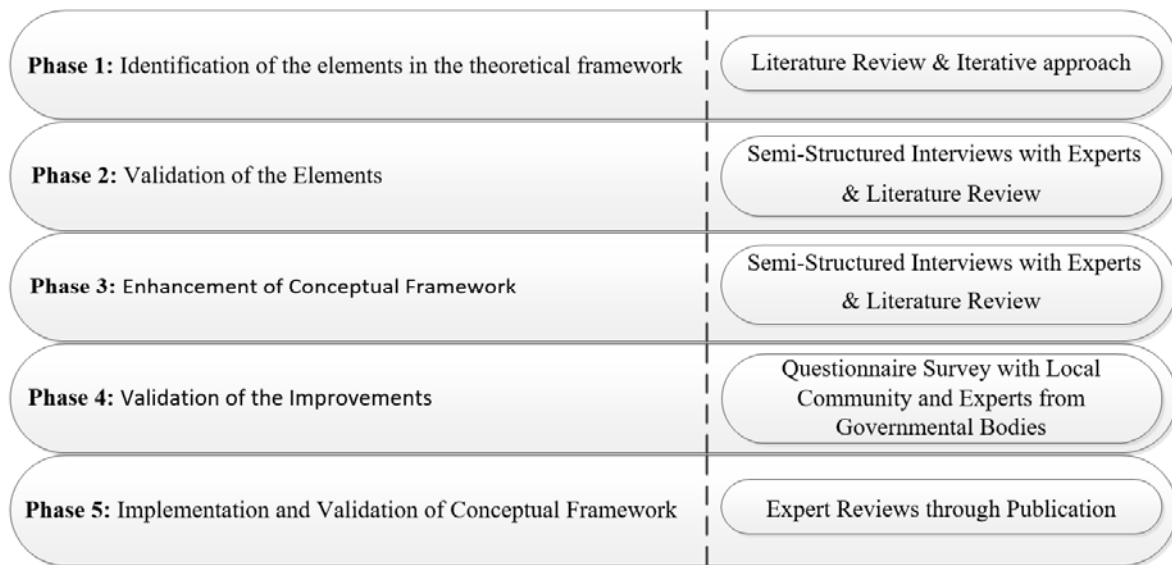 Phase 1: Identification of the elements in the theoretical framework
Literature Review & Iterative approach
Phase 2: Validation of the Elements
Semi-Structured Interviews with Experts
& Literature Review
Phase 3: Enhancement of Conceptual Framework
Semi-Structured Interviews with Experts
& Literature Review
Phase 4: Validation of the Improvements
Questionnaire Survey with Local
Community and Experts from
Governmental Bodies
Phase 5: Implementation and Validation of Conceptual Framework
Expert Reviews through Publication